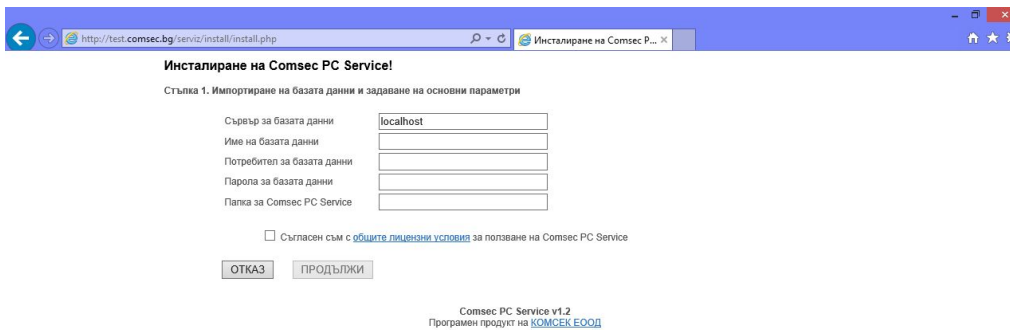 http://test.comsec.bg/serviz/install/install.php
Инсталиране на Comsec P...
Инсталиране на Comsec PC Service!
Стъпка 1. Импортиране на базата данни и задаване на основни параметри
Сървър за базата данни localhost
Име на базата данни
Потребител за базата данни
Парола за базата данни
Папка за Comsec PC Service
Съгласен съм с общите лицензни условия за ползване на Comsec PC Service
ОТКАЗ ПРОДЪЛЖИ
Comsec PC Service v1.2
Програмен продукт на КОМСЕК ЕООД